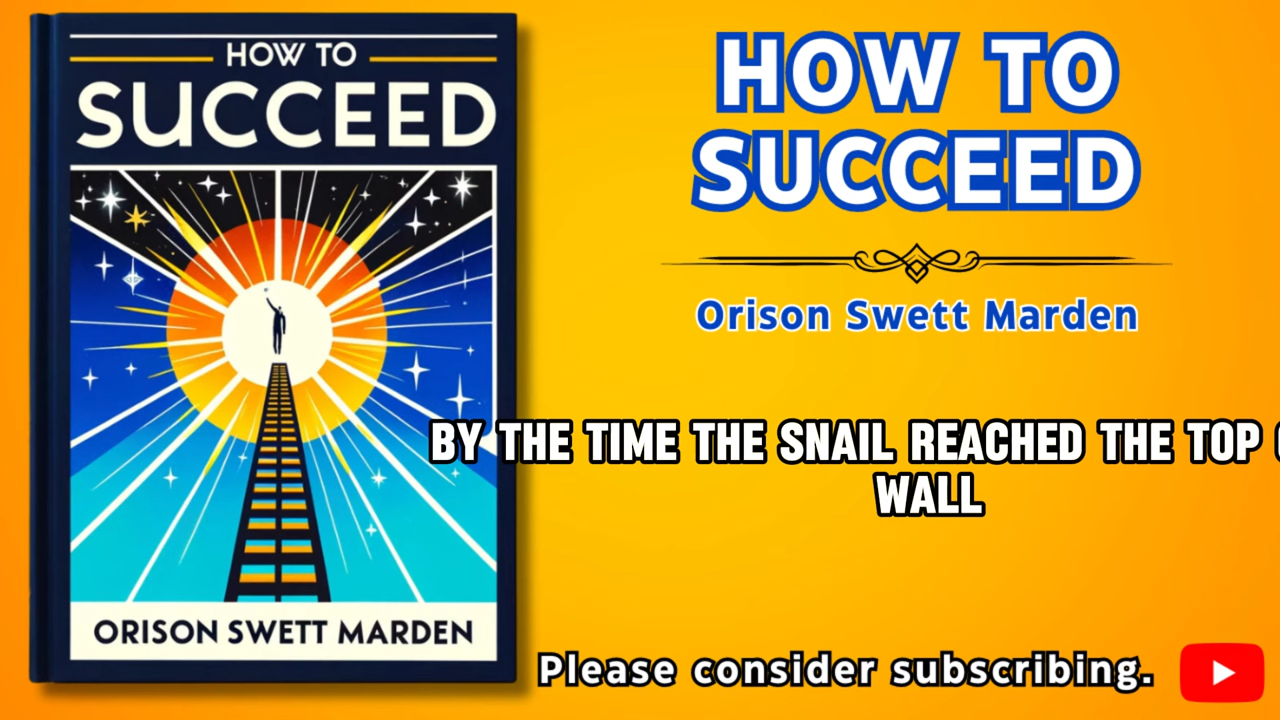 HOW TO
SUCCEED
ORISON SWETT MARDEN
HOW TO
SUCCEED
Orison Swett Marden
BY THE TIME THE SNAIL REACHED THE TOP
WALL
Please consider subscribing.